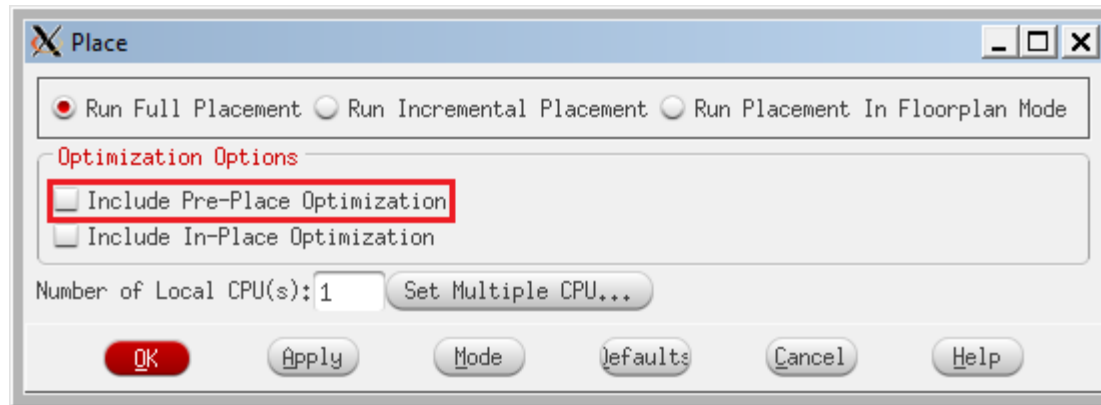 Place
Run Full Placement Run Incremental Placement Run Placement In Floorplan Mode
Optimization Options
Include Pre-Place Optimization
Include In-Place Optimization
Number of Local CPU(s): 1 Set Multiple CPU...
OK Apply Mode Defaults Cancel Help